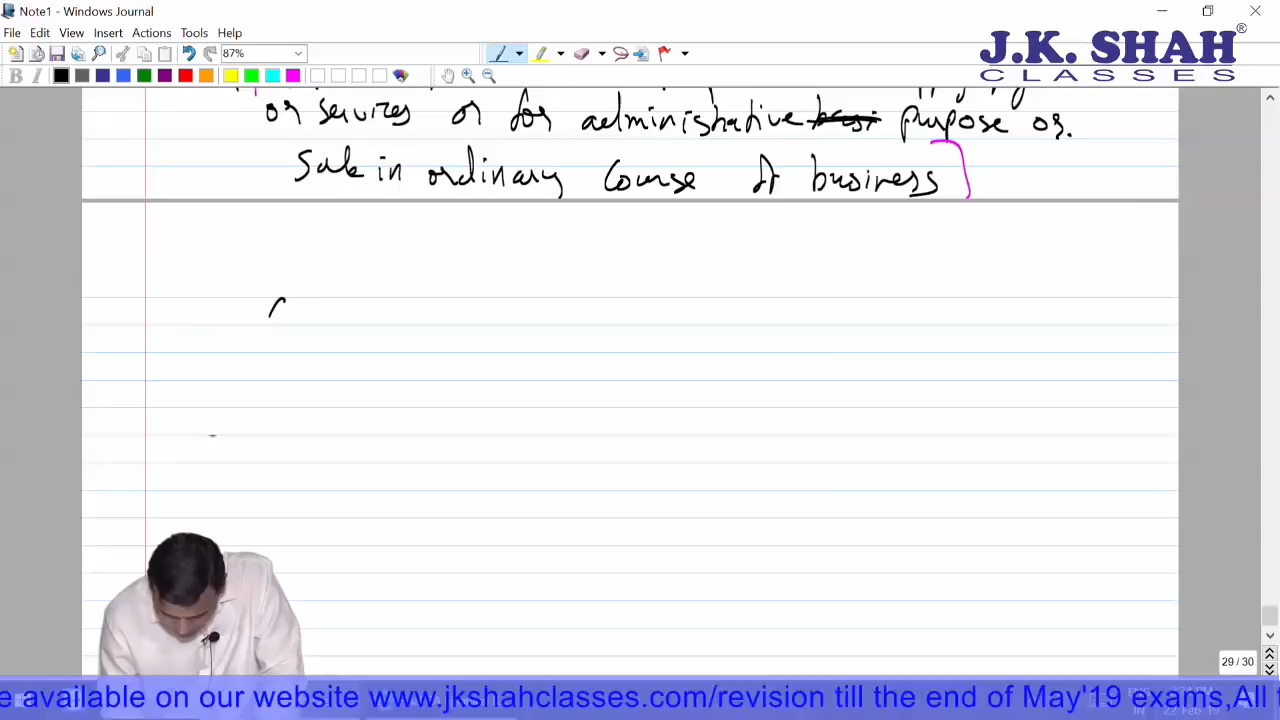 Note1 - Windows Journal
File Edit View Insert Actions Tools Help
87%
J.K. SHAH®
CLASSES
or services or for administrative purpose or.
Sale in ordinary Course of business
29 / 30
e available on our website www.jkshahclasses.com/revision till the end of May'19 exams,All